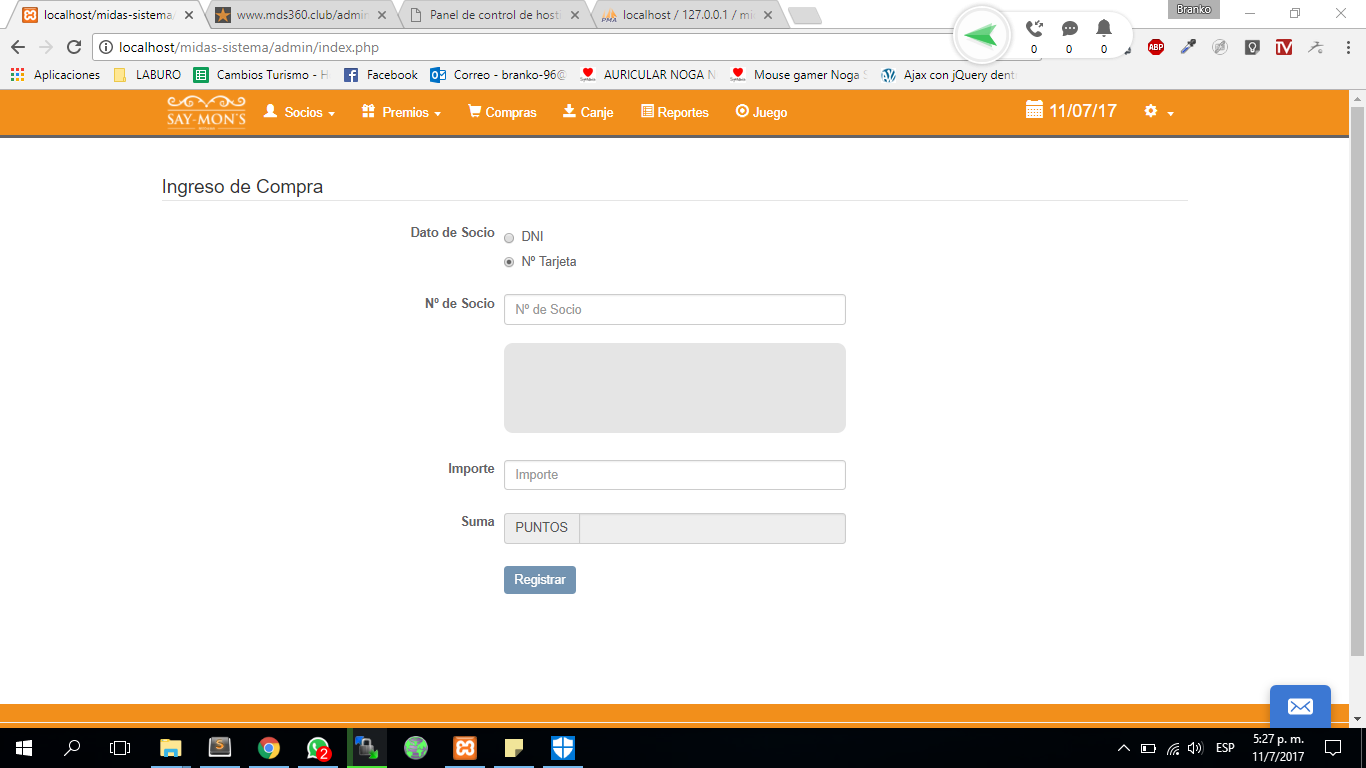 localhost/midas-sistema/
www.mds360.club/admin
Panel de control de hosti
localhost / 127.0.0.1 / mi
Branko
localhost/midas-sistema/admin/index.php
0
0
0
ABP
Aplicaciones
LABURO
Cambios Turismo - H
Facebook
Correo - branko-96@
AURICULAR NOGA N
Mouse gamer Noga S
Ajax con jQuery dent
SAY-MON'S
Socios
Premios
Compras
Canje
Reportes
Juego
11/07/17
Ingreso de Compra
Dato de Socio
DNI
Nº Tarjeta
Nº de Socio
Nº de Socio
Importe
Importe
Suma
PUNTOS
Registrar
2
ESP
5:27 p. m.
11/7/2017